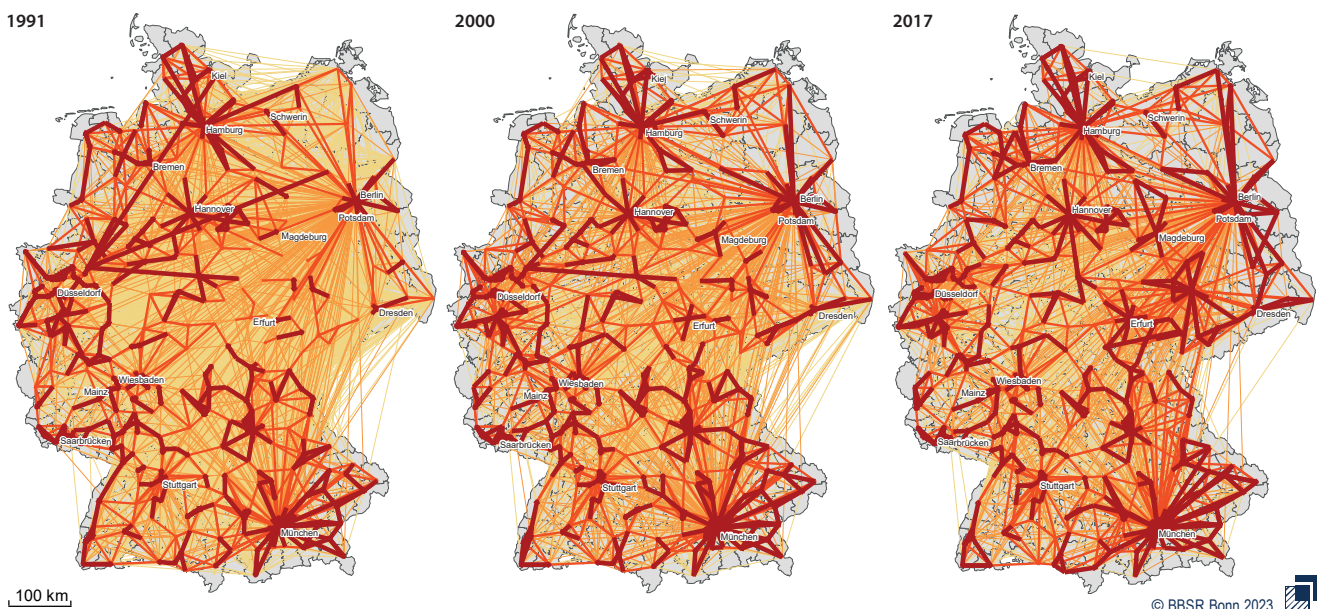 1991
Kiel
Schwerin
Hamburg
Bremen
Berlin
Hannover
Potsdam
Magdeburg
Düsseldorf
Dresden
Erfurt
Wiesbaden
Mainz
Saarbrücken
Stuttgart
München
100 km
2000
Kiel
Schwerin
Hamburg
Bremen
Berlin
Hannover
Potsdam
Magdeburg
Düsseldorf
Dresden
Erfurt
Wiesbaden
Mainz
Saarbrücken
Stuttgart
München
2017
Kiel
Schwerin
Hamburg
Bremen
Berlin
Hannover
Potsdam
Magdeburg
Düsseldorf
Dresden
Erfurt
Wiesbaden
Mainz
Saarbrücken
Stuttgart
München
© BBSR Bonn 2023